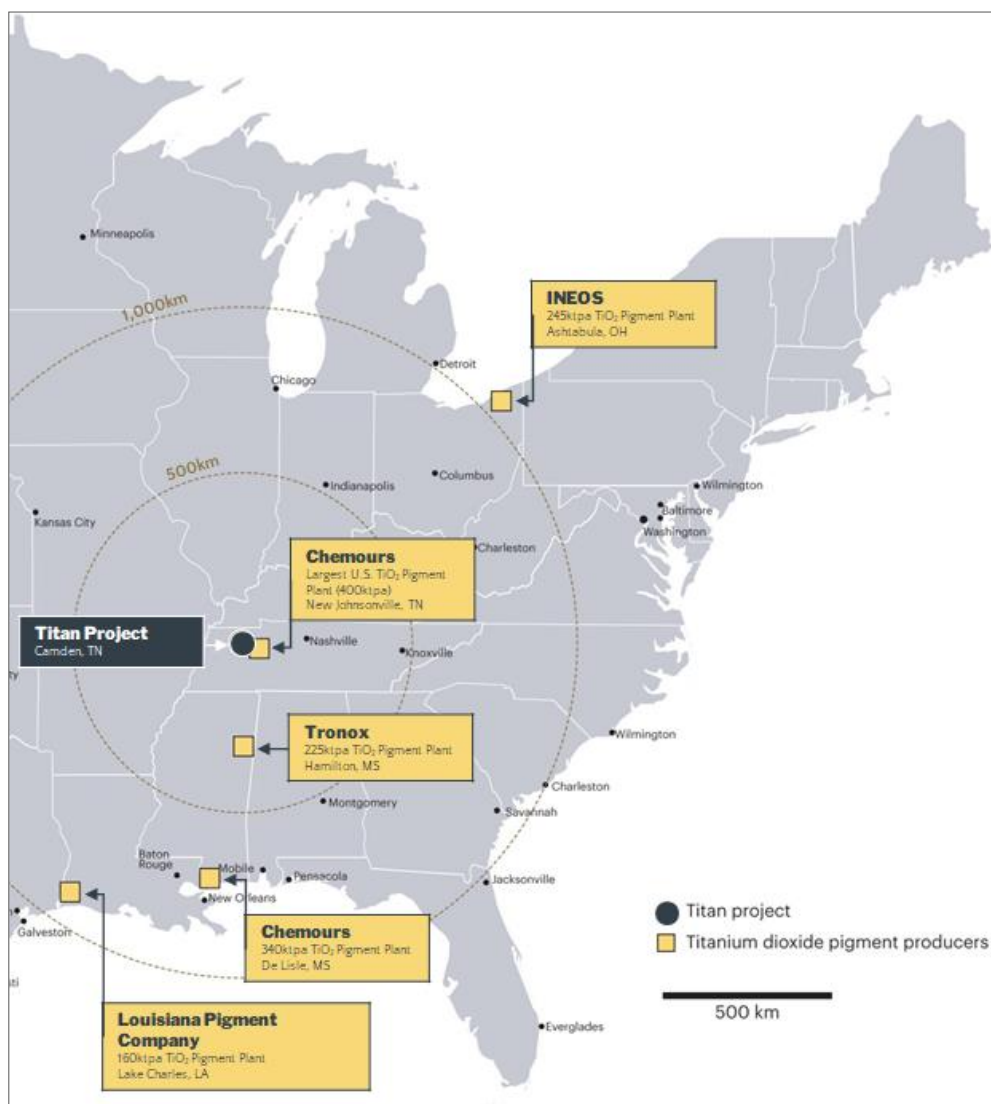 Minneapolis
1,000km
INEOS
245ktpa TiO₂ Pigment Plant
Ashtabula, OH
Detroit
Chicago
500km
Columbus
Indianapolis
Wilmington
Kansas City
Baltimore
Washington
Charleston
Chemours
Largest U.S. TiO₂ Pigment
Plant (400ktpa)
New Johnsonville, TN
Titan Project
Camden, TN
Nashville
Knoxville
Tronox
225ktpa TiO₂ Pigment Plant
Hamilton, MS
Wilmington
Charleston
Montgomery
Savannah
Baton
Rouge
Mobile
Pensacola
Jacksonville
New Orleans
Galveston
Chemours
340ktpa TiO₂ Pigment Plant
De Lisle, MS
Titan project
Titanium dioxide pigment producers
500 km
Louisiana Pigment
Company
160ktpa TiO₂ Pigment Plant
Lake Charles, LA
Everglades